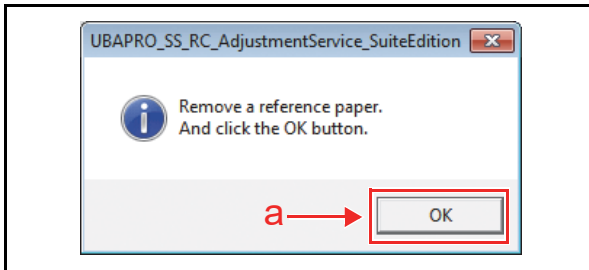 UBAPRO_SS_RC_AdjustmentService_SuiteEdition
Remove a reference paper.
And click the OK button.
a
OK